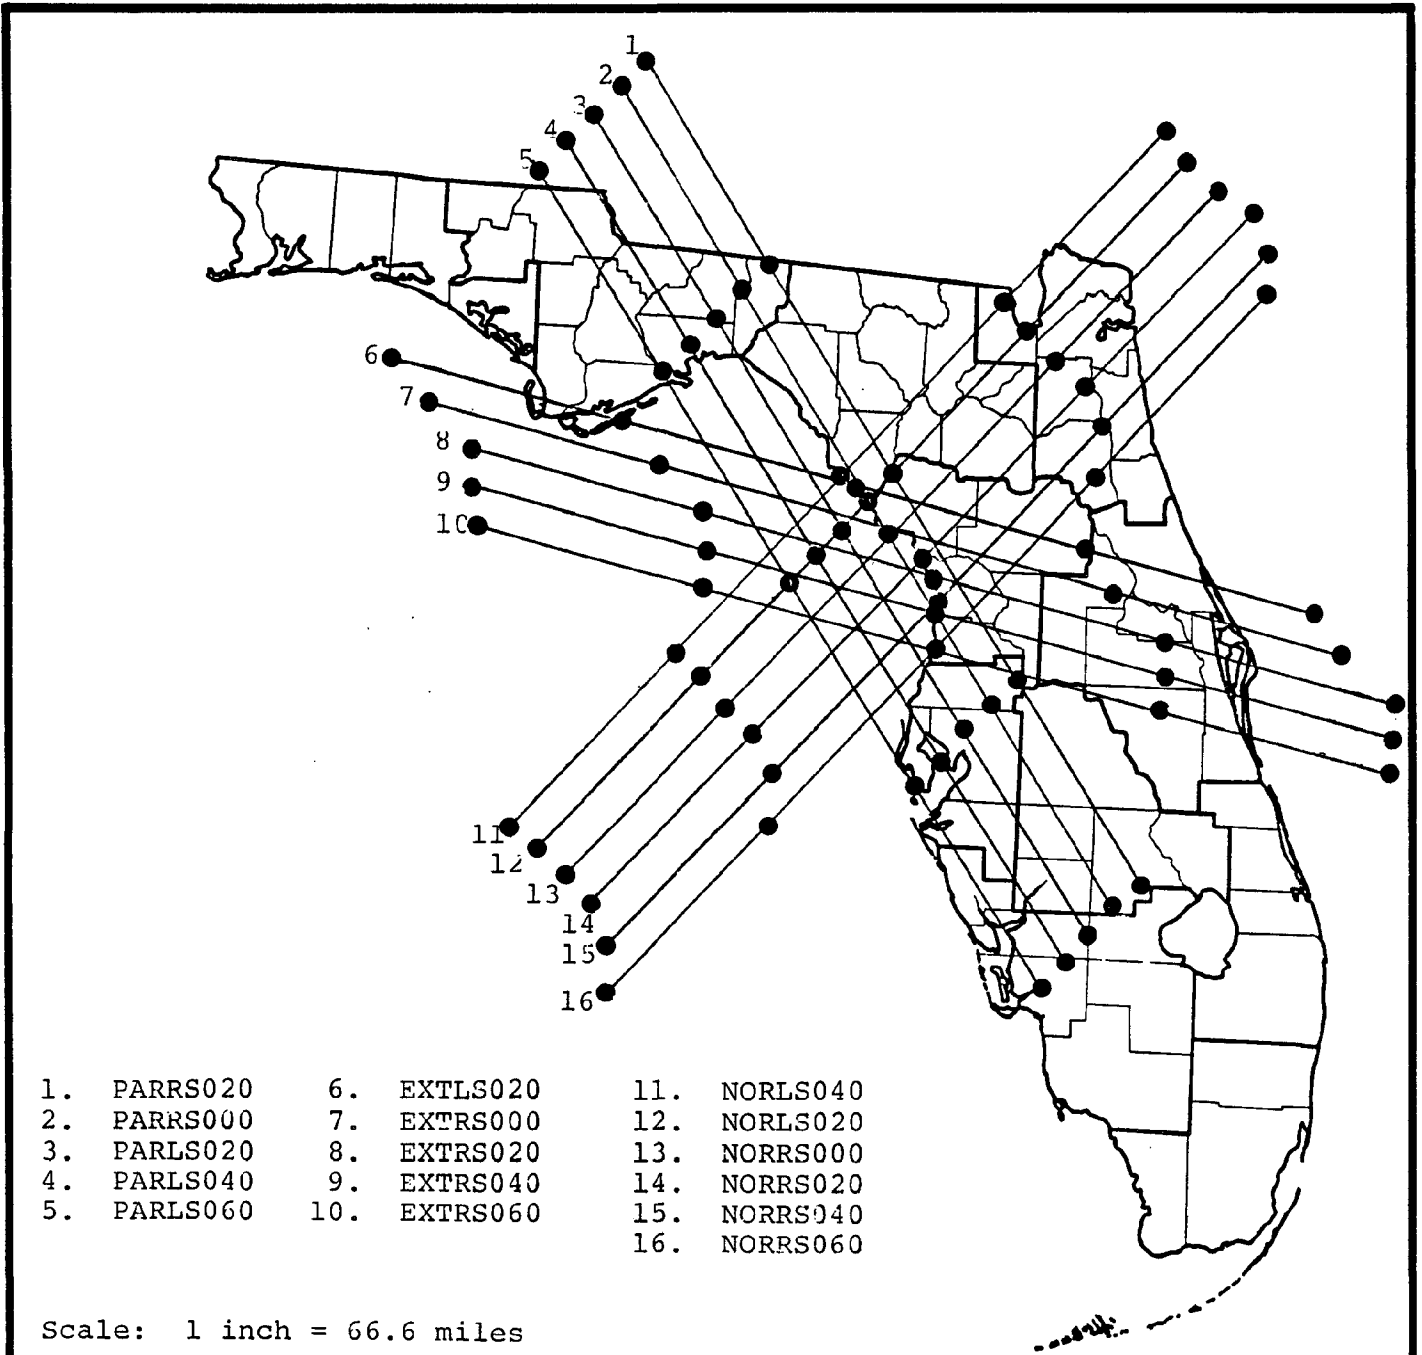 1
2
3
4
5
6
7
8
9
10
11
12
13
14
15
16
1. PARRS020 6. EXTLS020 11. NORLS040
2. PARRS000 7. EXTRS000 12. NORLS020
3. PARLS020 8. EXTRS020 13. NORRS000
4. PARLS040 9. EXTRS040 14. NORRS020
5. PARLS060 10. EXTRS060 15. NORRS040
16. NORRS060
Scale: 1 inch = 66.6 miles